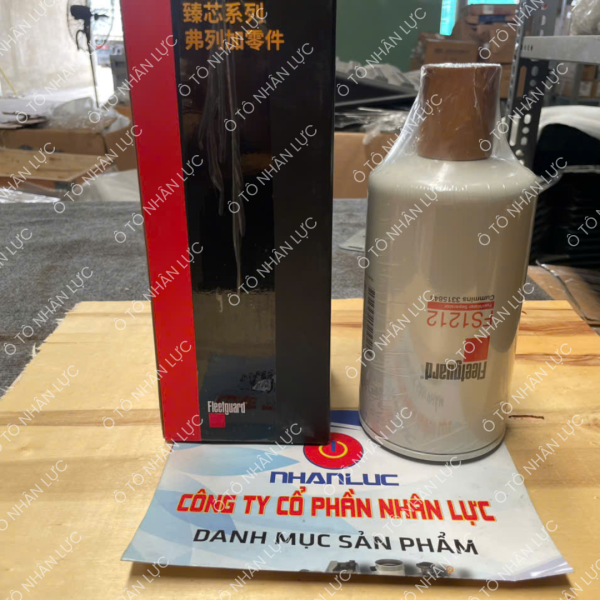 臻芯系列
弗列加零件
Fleetguard
FS1212
Cummins 3315847
Fleetguard
NHANLUC
CÔNG TY CỔ PHẦN NHÂN LỰC
DANH MỤC SẢN PHẨM
Ô TÔ NHÂN LỰC